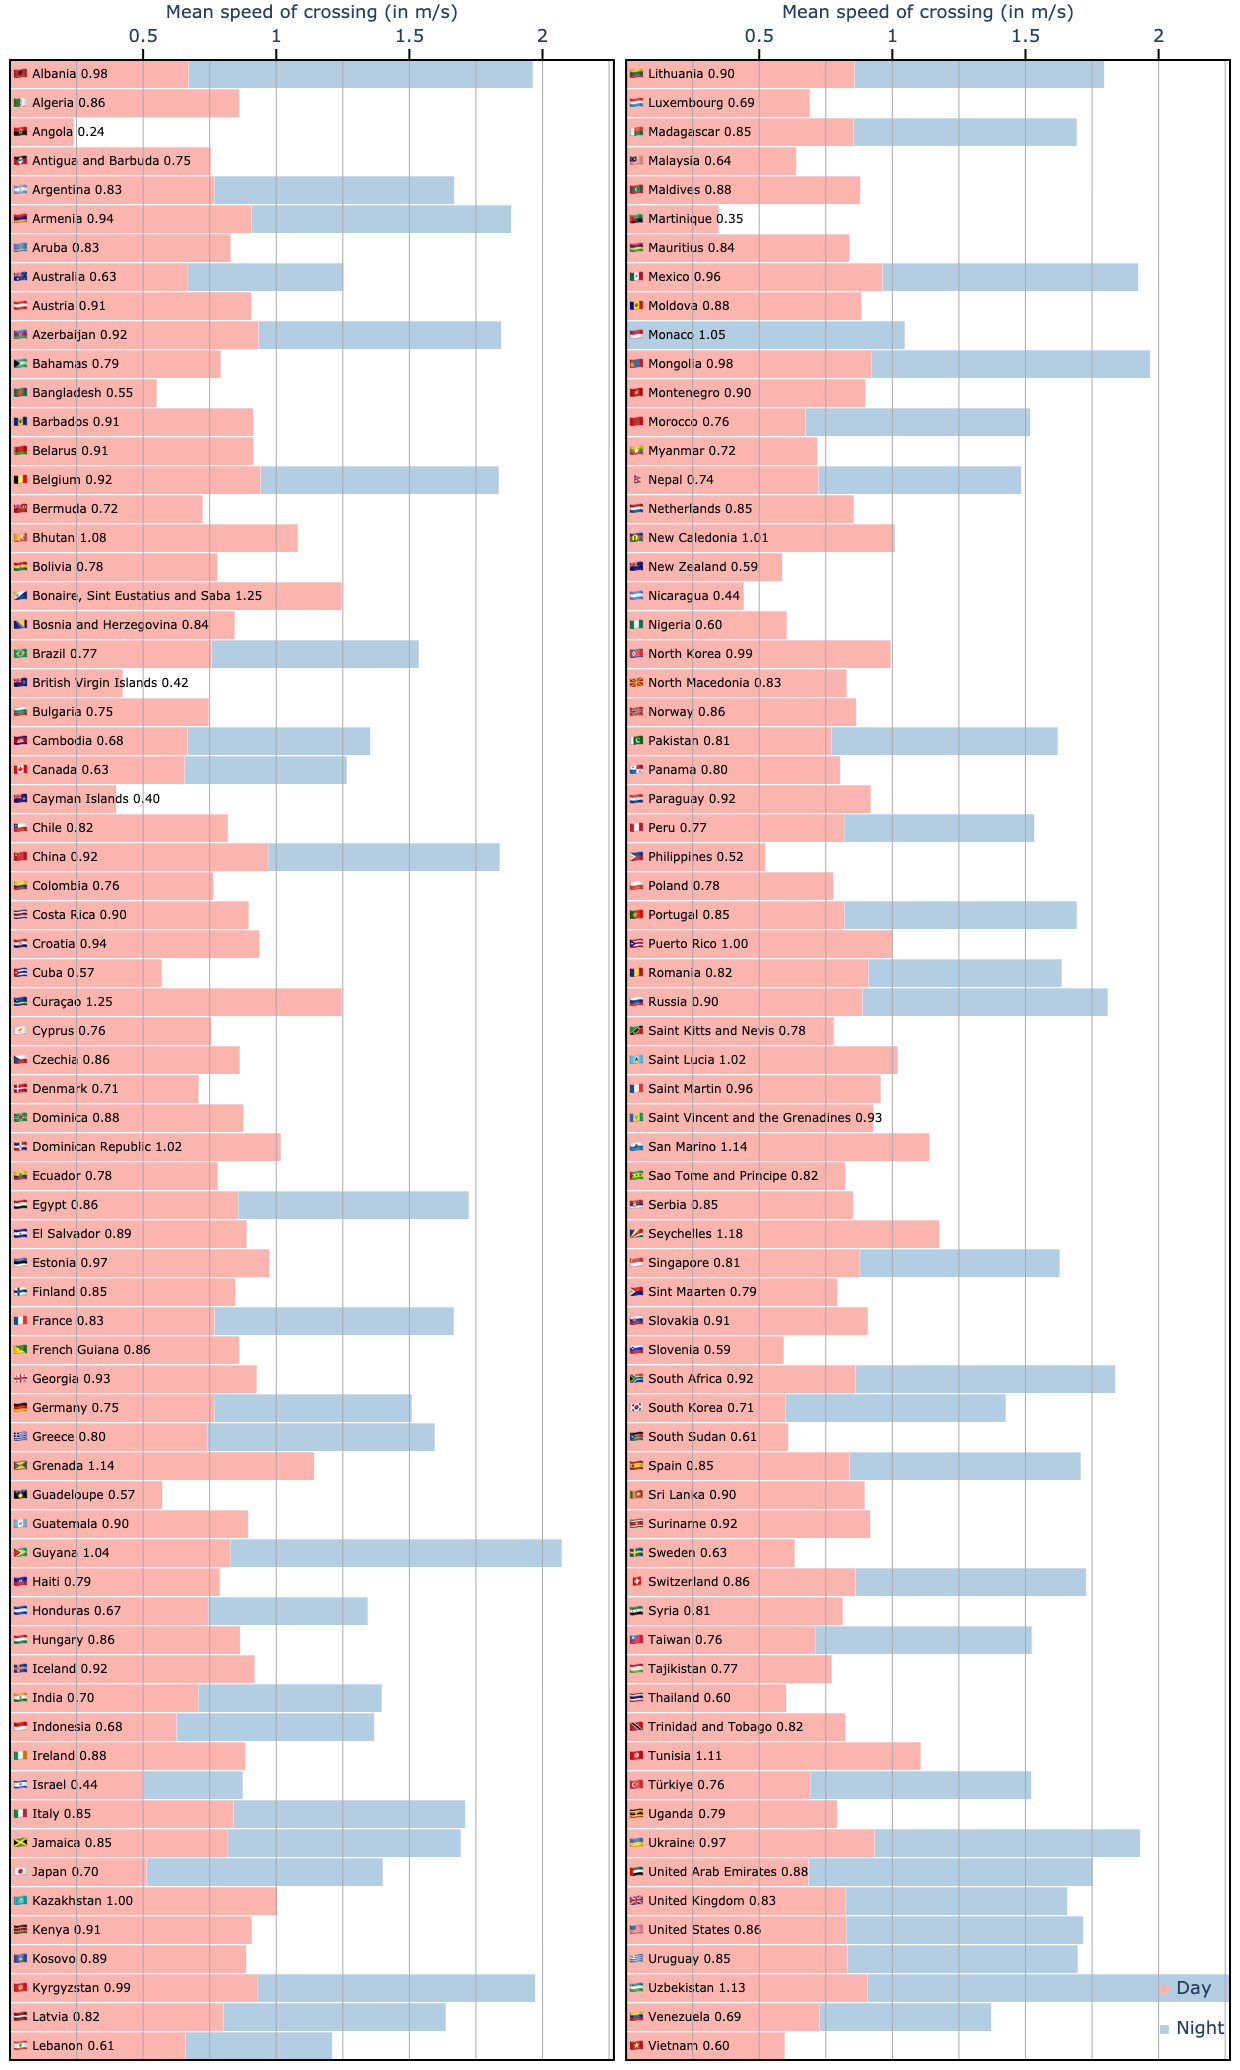 Mean speed of crossing (in m/s)
0.5 1 1.5 2
Albania 0.98
Algeria 0.86
Angola 0.24
Antigua and Barbuda 0.75
Argentina 0.83
Armenia 0.94
Aruba 0.83
Australia 0.63
Austria 0.91
Azerbaijan 0.92
Bahamas 0.79
Bangladesh 0.55
Barbados 0.91
Belarus 0.91
Belgium 0.92
Bermuda 0.72
Bhutan 1.08
Bolivia 0.78
Bonaire, Sint Eustatius and Saba 1.25
Bosnia and Herzegovina 0.84
Brazil 0.77
British Virgin Islands 0.42
Bulgaria 0.75
Cambodia 0.68
Canada 0.63
Cayman Islands 0.40
Chile 0.82
China 0.92
Colombia 0.76
Costa Rica 0.90
Croatia 0.94
Cuba 0.57
Curaçao 1.25
Cyprus 0.76
Czechia 0.86
Denmark 0.71
Dominica 0.88
Dominican Republic 1.02
Ecuador 0.78
Egypt 0.86
El Salvador 0.89
Estonia 0.97
Finland 0.85
France 0.83
French Guiana 0.86
Georgia 0.93
Germany 0.75
Greece 0.80
Grenada 1.14
Guadeloupe 0.57
Guatemala 0.90
Guyana 1.04
Haiti 0.79
Honduras 0.67
Hungary 0.86
Iceland 0.92
India 0.70
Indonesia 0.68
Ireland 0.88
Israel 0.44
Italy 0.85
Jamaica 0.85
Japan 0.70
Kazakhstan 1.00
Kenya 0.91
Kosovo 0.89
Kyrgyzstan 0.99
Latvia 0.82
Lebanon 0.61
Mean speed of crossing (in m/s)
0.5 1 1.5 2
Lithuania 0.90
Luxembourg 0.69
Madagascar 0.85
Malaysia 0.64
Maldives 0.88
Martinique 0.35
Mauritius 0.84
Mexico 0.96
Moldova 0.88
Monaco 1.05
Mongolia 0.98
Montenegro 0.90
Morocco 0.76
Myanmar 0.72
Nepal 0.74
Netherlands 0.85
New Caledonia 1.01
New Zealand 0.59
Nicaragua 0.44
Nigeria 0.60
North Korea 0.99
North Macedonia 0.83
Norway 0.86
Pakistan 0.81
Panama 0.80
Paraguay 0.92
Peru 0.77
Philippines 0.52
Poland 0.78
Portugal 0.85
Puerto Rico 1.00
Romania 0.82
Russia 0.90
Saint Kitts and Nevis 0.78
Saint Lucia 1.02
Saint Martin 0.96
Saint Vincent and the Grenadines 0.93
San Marino 1.14
Sao Tome and Principe 0.82
Serbia 0.85
Seychelles 1.18
Singapore 0.81
Sint Maarten 0.79
Slovakia 0.91
Slovenia 0.59
South Africa 0.92
South Korea 0.71
South Sudan 0.61
Spain 0.85
Sri Lanka 0.90
Suriname 0.92
Sweden 0.63
Switzerland 0.86
Syria 0.81
Taiwan 0.76
Tajikistan 0.77
Thailand 0.60
Trinidad and Tobago 0.82
Tunisia 1.11
Türkiye 0.76
Uganda 0.79
Ukraine 0.97
United Arab Emirates 0.88
United Kingdom 0.83
United States 0.86
Uruguay 0.85
Uzbekistan 1.13
Venezuela 0.69
Vietnam 0.60
Day
Night